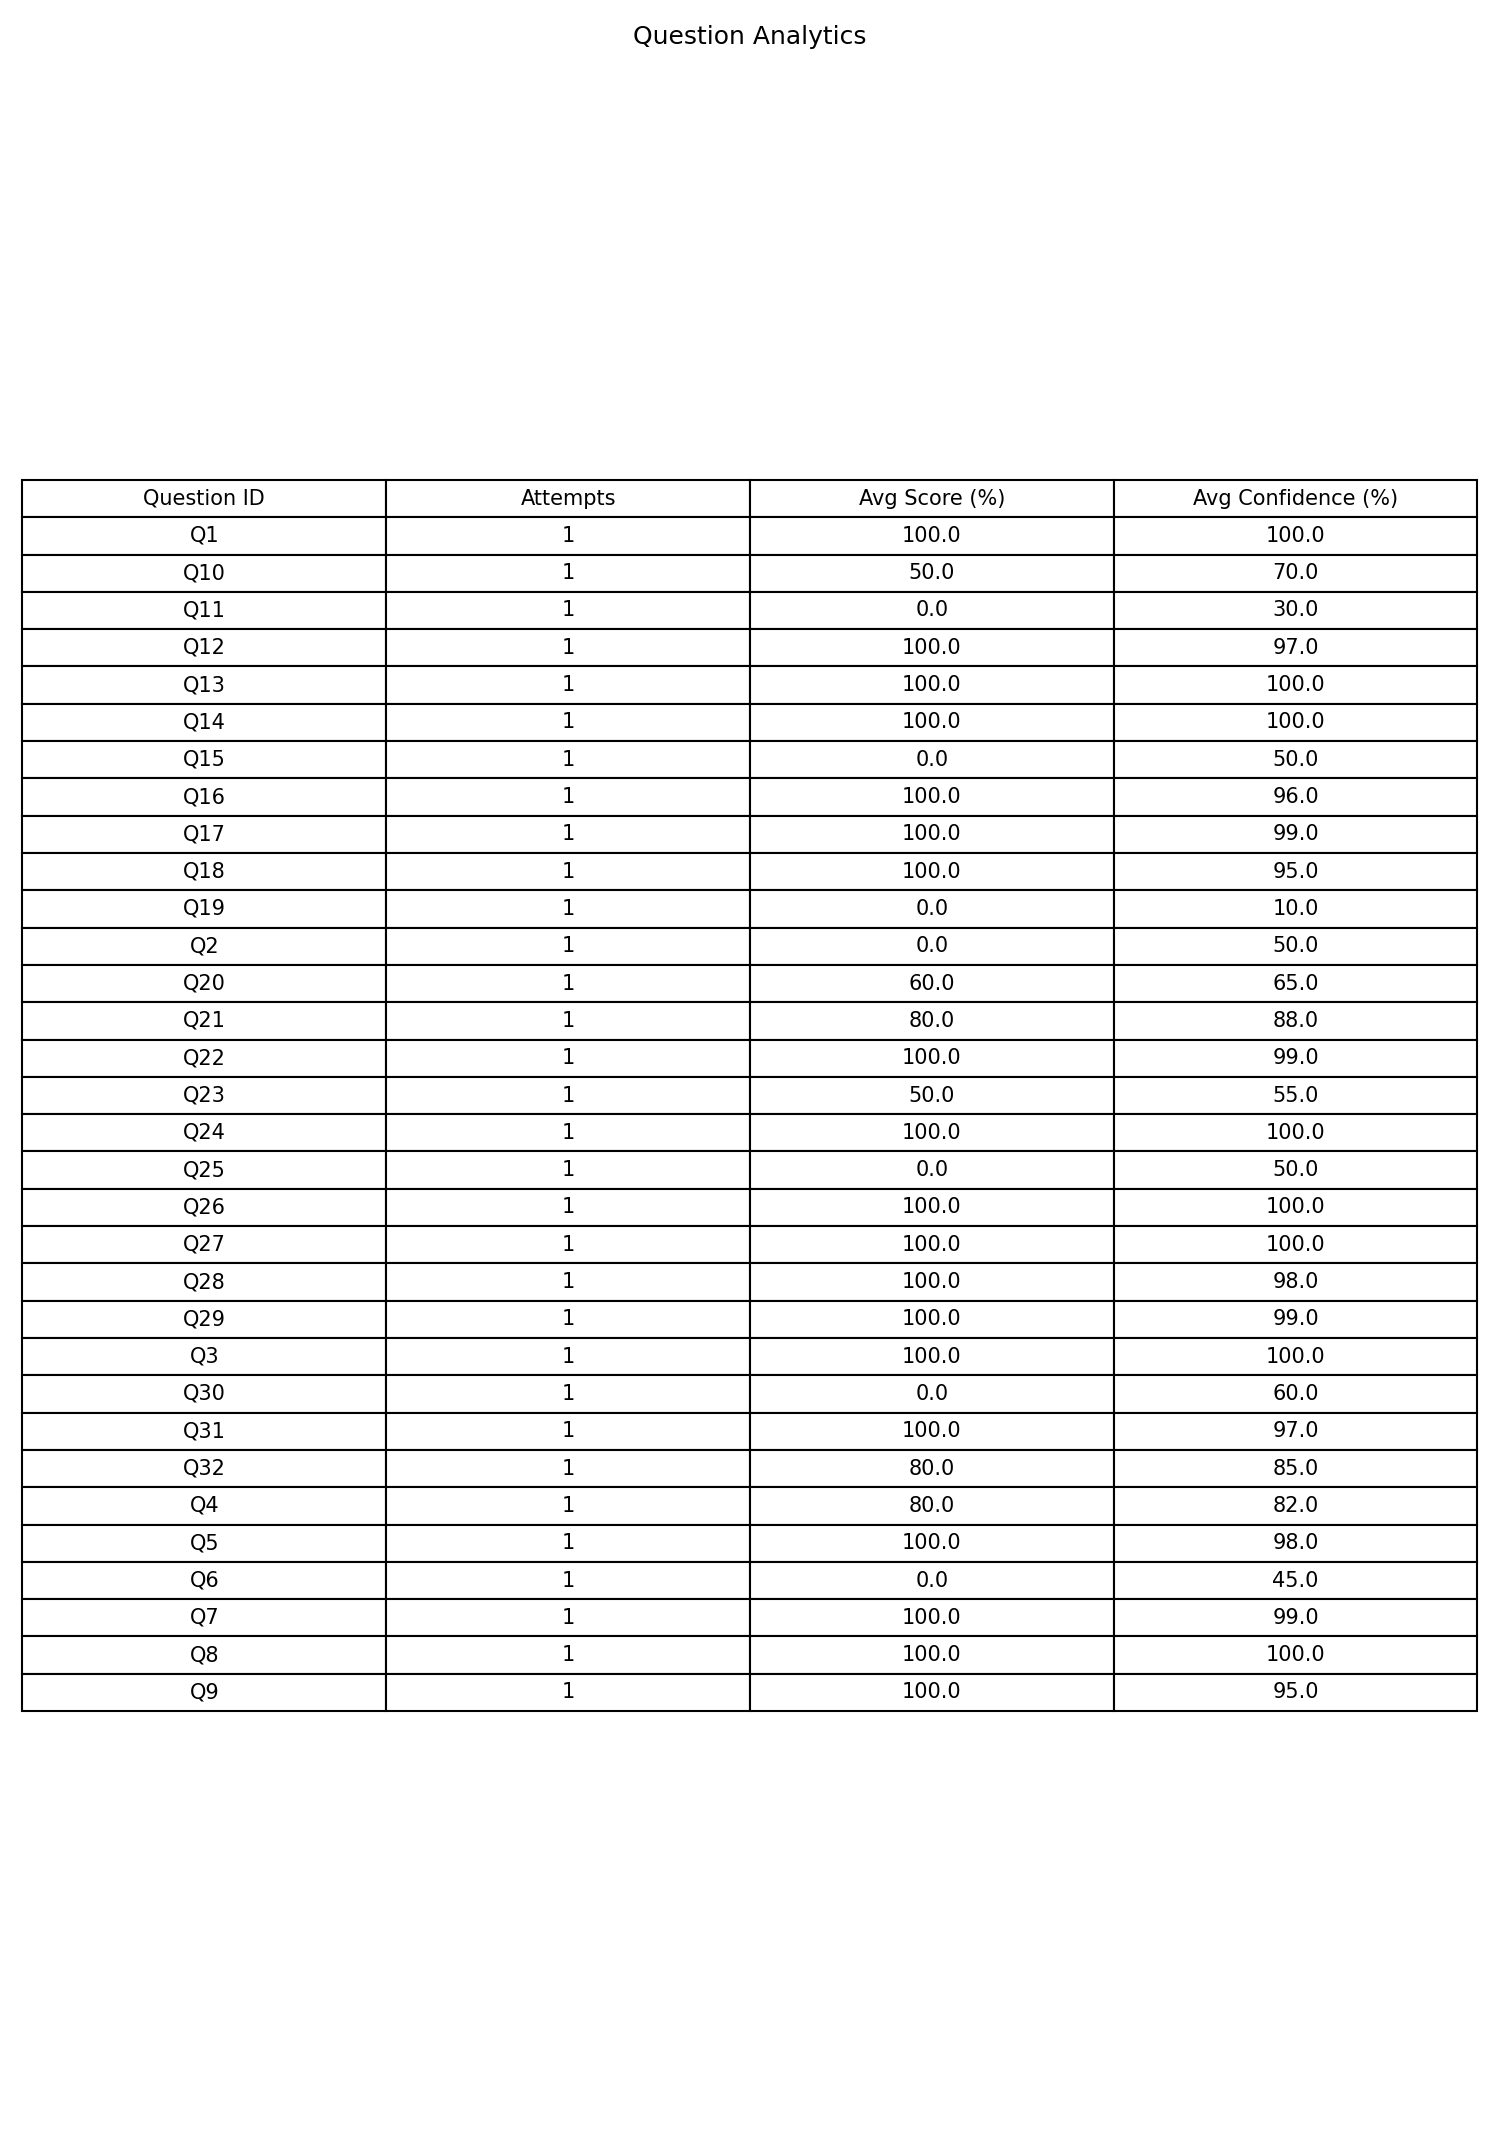 Question Analytics
Question ID Attempts Avg Score (%) Avg Confidence (%)
Q1 1 100.0 100.0
Q10 1 50.0 70.0
Q11 1 0.0 30.0
Q12 1 100.0 97.0
Q13 1 100.0 100.0
Q14 1 100.0 100.0
Q15 1 0.0 50.0
Q16 1 100.0 96.0
Q17 1 100.0 99.0
Q18 1 100.0 95.0
Q19 1 0.0 10.0
Q2 1 0.0 50.0
Q20 1 60.0 65.0
Q21 1 80.0 88.0
Q22 1 100.0 99.0
Q23 1 50.0 55.0
Q24 1 100.0 100.0
Q25 1 0.0 50.0
Q26 1 100.0 100.0
Q27 1 100.0 100.0
Q28 1 100.0 98.0
Q29 1 100.0 99.0
Q3 1 100.0 100.0
Q30 1 0.0 60.0
Q31 1 100.0 97.0
Q32 1 80.0 85.0
Q4 1 80.0 82.0
Q5 1 100.0 98.0
Q6 1 0.0 45.0
Q7 1 100.0 99.0
Q8 1 100.0 100.0
Q9 1 100.0 95.0